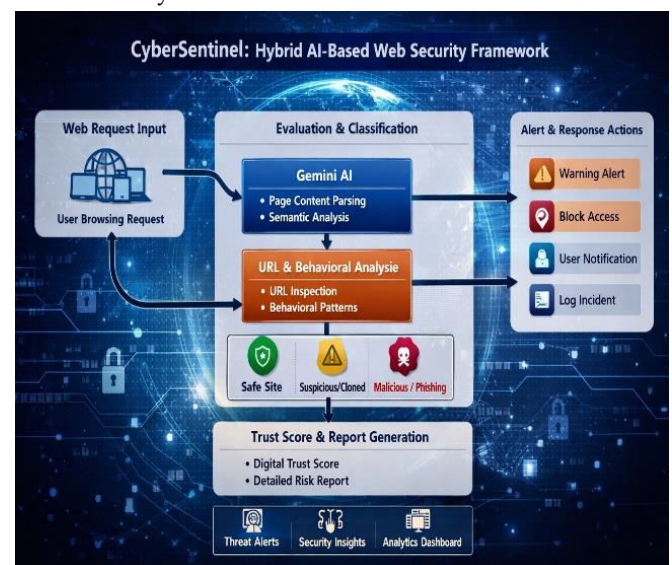 CyberSentinel: Hybrid AI-Based Web Security Framework
Web Request Input
User Browsing Request
Evaluation & Classification
Gemini AI
• Page Content Parsing
• Semantic Analysis
URL & Behavioral Analysie
• URL Inspection
• Behavioral Patterns
Safe Site
Suspicious/Cloned
Malicious / Phishing
Alert & Response Actions
Warning Alert
Block Access
User Notification
Log Incident
Trust Score & Report Generation
• Digital Trust Score
• Detailed Risk Report
Threat Alerts
Security Insights
Analytics Dashboard